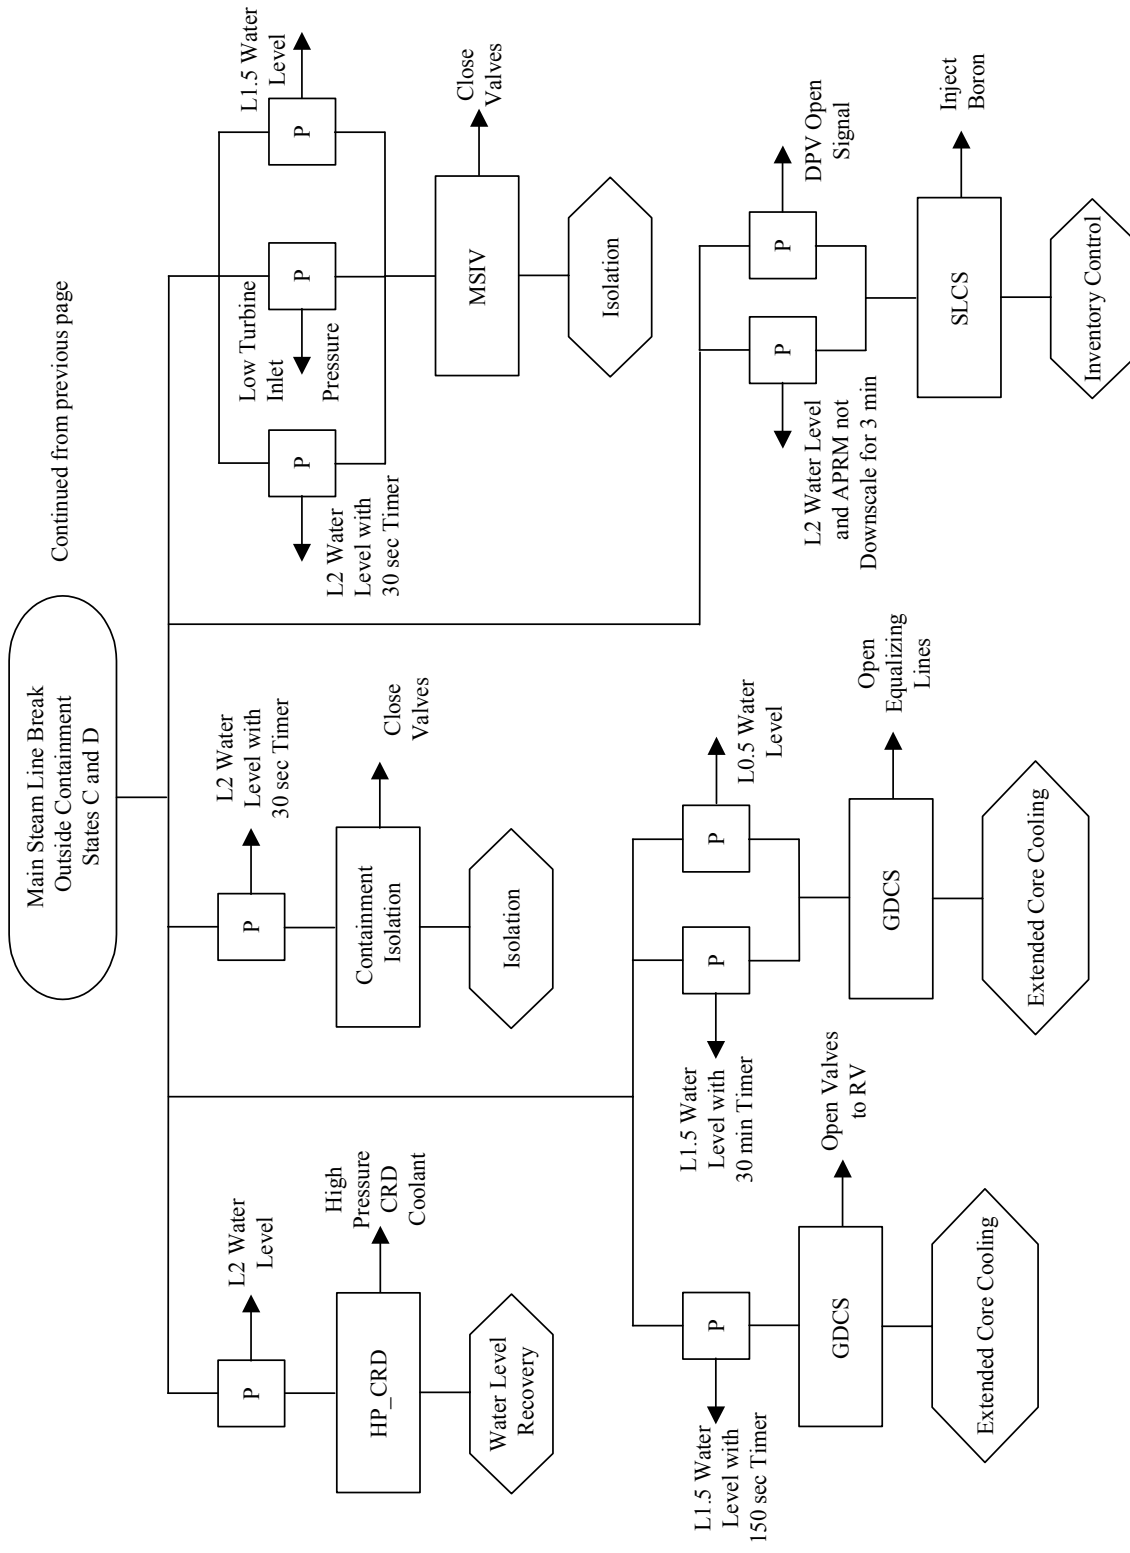 Continued from previous page
Main Steam Line Break
Outside Containment
States C and D
P
L2 Water
Level
HP_CRD
High
Pressure
CRD
Coolant
Water Level
Recovery
P
L2 Water
Level with
30 sec Timer
Containment
Isolation
Close
Valves
Isolation
P
L2 Water
Level with
30 sec Timer
P
Low Turbine
Inlet
Pressure
P
L1.5 Water
Level
MSIV
Close
Valves
Isolation
P
L1.5 Water
Level with
150 sec Timer
GDCS
Open Valves
to RV
Extended Core Cooling
P
L1.5 Water
Level with
30 min Timer
P
L0.5 Water
Level
GDCS
Open
Equalizing
Lines
Extended Core Cooling
P
L2 Water Level
and APRM not
Downscale for 3 min
P
DPV Open
Signal
SLCS
Inject
Boron
Inventory Control